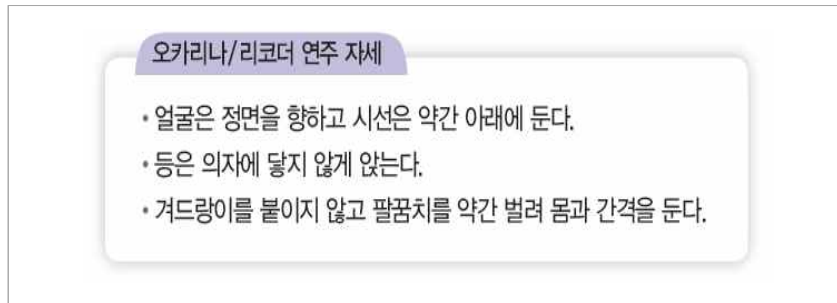 오카리나/리코더 연주 자세
• 얼굴은 정면을 향하고 시선은 약간 아래에 둔다.
• 등은 의자에 닿지 않게 앉는다.
• 겨드랑이를 붙이지 않고 팔꿈치를 약간 벌려 몸과 간격을 둔다.